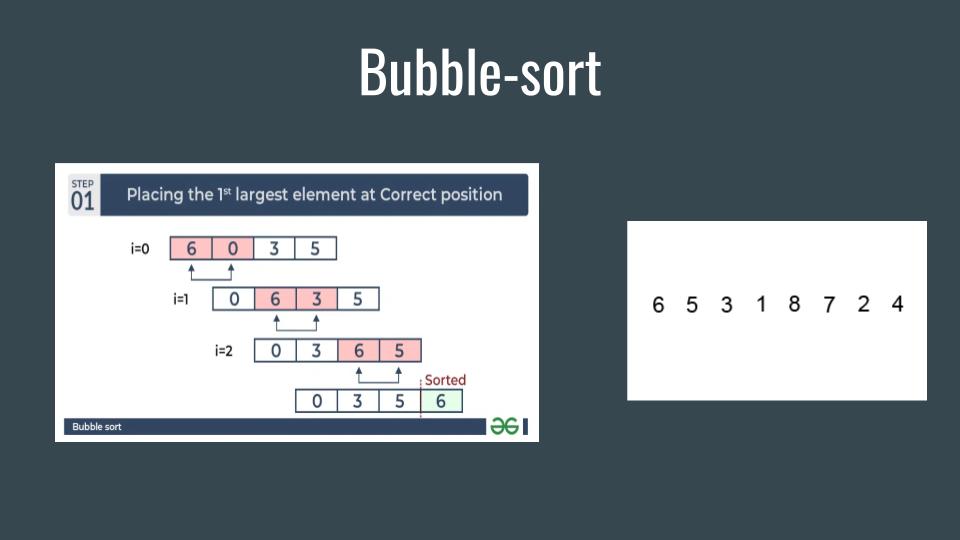 Bubble-sort
STEP
01
Placing the 1st largest element at Correct position
i=0 6 0 3 5
i=1 0 6 3 5
i=2 0 3 6 5
Sorted
0 3 5 6
Bubble sort
6 5 3 1 8 7 2 4